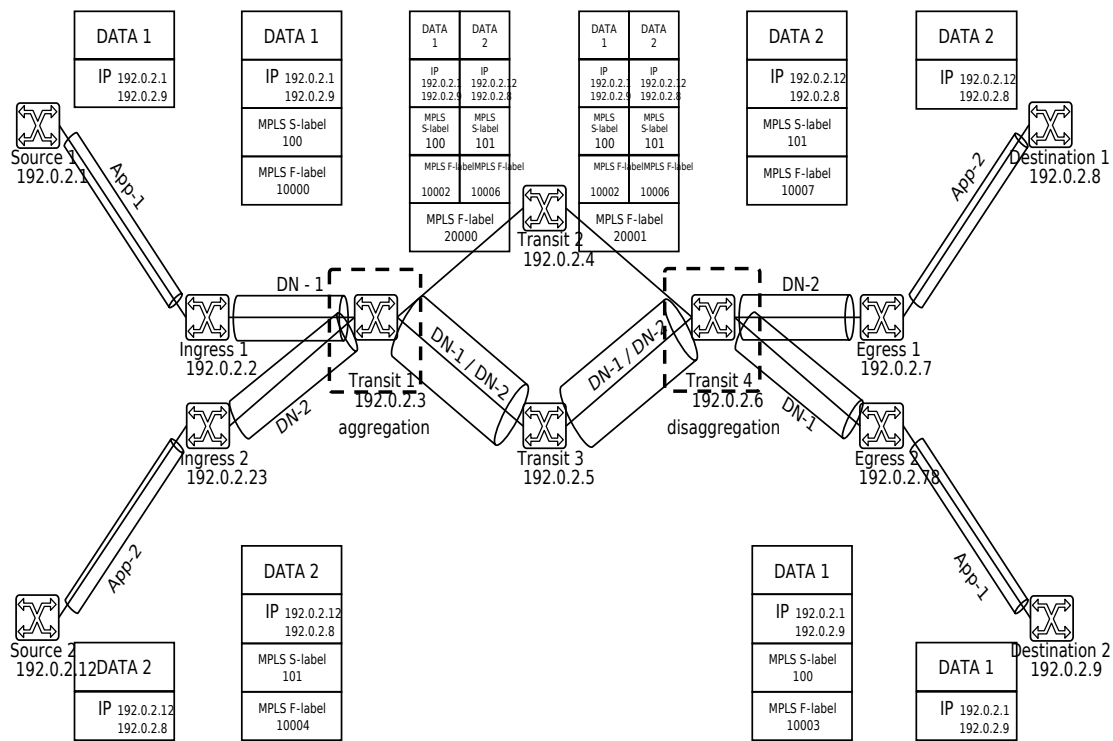 DATA 1
IP 192.0.2.1
192.0.2.9
DATA 1
IP 192.0.2.1
192.0.2.9
MPLS S-label
100
MPLS F-label
10000
DATA
1
DATA
2
IP
192.0.2.1
192.0.2.9
IP
192.0.2.12
192.0.2.8
MPLS
S-label
100
MPLS
S-label
101
MPLS F-label
10002
MPLS F-label
10006
MPLS F-label
20000
DATA
1
DATA
2
IP
192.0.2.1
192.0.2.9
IP
192.0.2.12
192.0.2.8
MPLS
S-label
100
MPLS
S-label
101
MPLS F-label
10002
MPLS F-label
10006
MPLS F-label
20001
DATA 2
IP 192.0.2.12
192.0.2.8
MPLS S-label
101
MPLS F-label
10007
DATA 2
IP 192.0.2.12
192.0.2.8
Source 1
192.0.2.1
App-1
Destination 1
192.0.2.8
App-2
Transit 2
192.0.2.4
DN - 1
DN-2
Ingress 1
192.0.2.2
Transit 1
192.0.2.3
aggregation
DN-1 / DN-2
DN-1 / DN-2
Transit 4
192.0.2.6
disaggregation
Egress 1
192.0.2.7
DN-2
DN-1
Ingress 2
192.0.2.23
Transit 3
192.0.2.5
Egress 2
192.0.2.78
App-2
App-1
Source 2
192.0.2.12
Destination 2
192.0.2.9
DATA 2
IP 192.0.2.12
192.0.2.8
DATA 2
IP 192.0.2.12
192.0.2.8
MPLS S-label
101
MPLS F-label
10004
DATA 1
IP 192.0.2.1
192.0.2.9
MPLS S-label
100
MPLS F-label
10003
DATA 1
IP 192.0.2.1
192.0.2.9